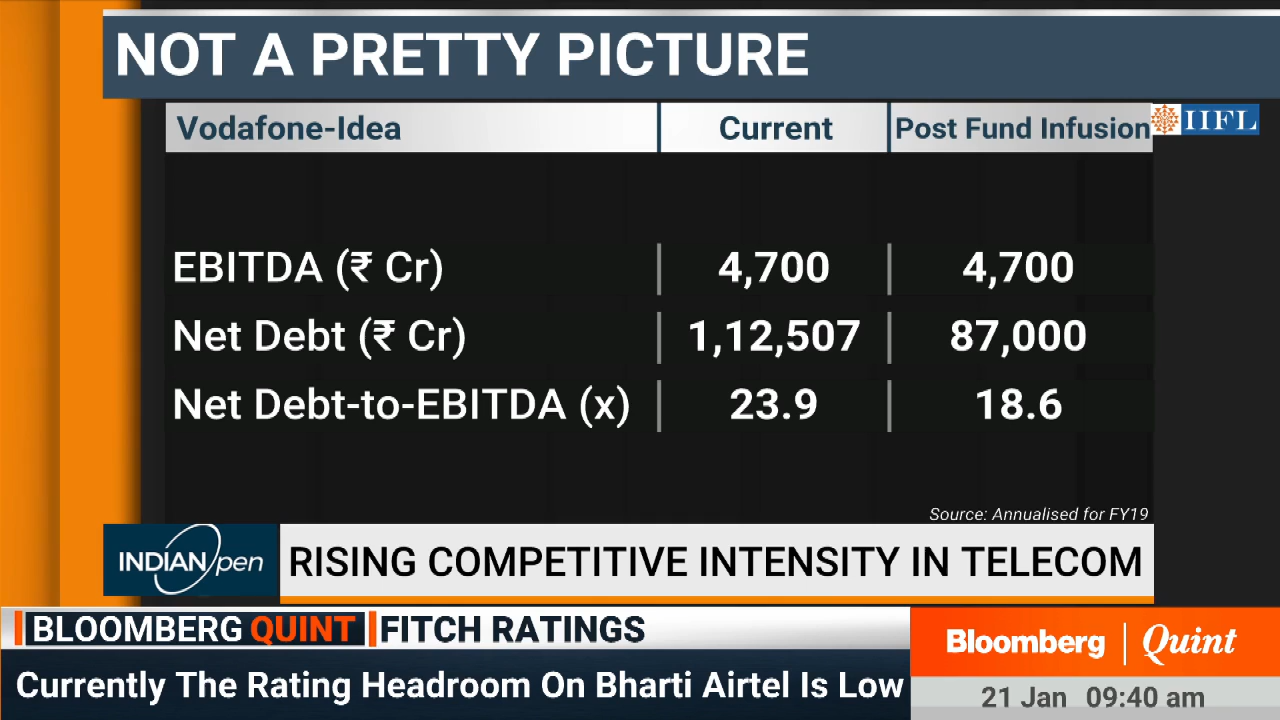 NOT A PRETTY PICTURE
Vodafone-Idea Current Post Fund Infusion IIFL
EBITDA (₹ Cr) 4,700 4,700
Net Debt (₹ Cr) 1,12,507 87,000
Net Debt-to-EBITDA (x) 23.9 18.6
Source: Annualised for FY19
INDIAN Open RISING COMPETITIVE INTENSITY IN TELECOM
BLOOMBERG QUINT FITCH RATINGS
Currently The Rating Headroom On Bharti Airtel Is Low
Bloomberg | Quint
21 Jan 09:40 am